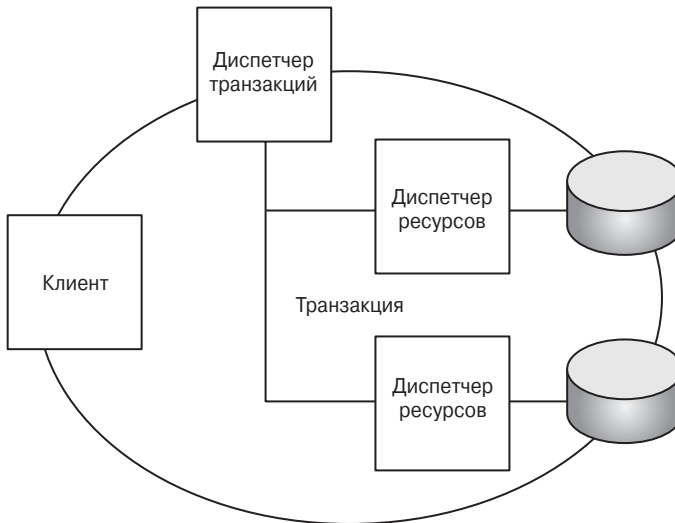 Диспетчер
транзакций
Диспетчер
ресурсов
Клиент
Транзакция
Диспетчер
ресурсов